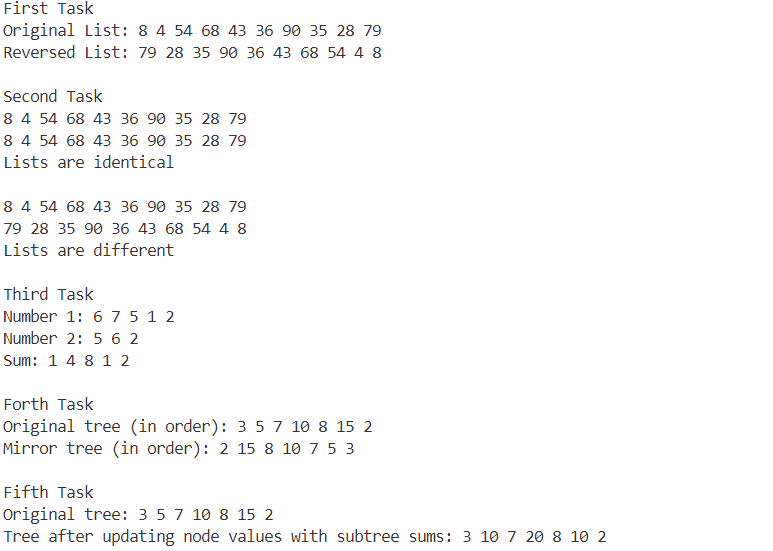 First Task
Original List: 8 4 54 68 43 36 90 35 28 79
Reversed List: 79 28 35 90 36 43 68 54 4 8
Second Task
8 4 54 68 43 36 90 35 28 79
8 4 54 68 43 36 90 35 28 79
Lists are identical
8 4 54 68 43 36 90 35 28 79
79 28 35 90 36 43 68 54 4 8
Lists are different
Third Task
Number 1: 6 7 5 1 2
Number 2: 5 6 2
Sum: 1 4 8 1 2
Forth Task
Original tree (in order): 3 5 7 10 8 15 2
Mirror tree (in order): 2 15 8 10 7 5 3
Fifth Task
Original tree: 3 5 7 10 8 15 2
Tree after updating node values with subtree sums: 3 10 7 20 8 10 2